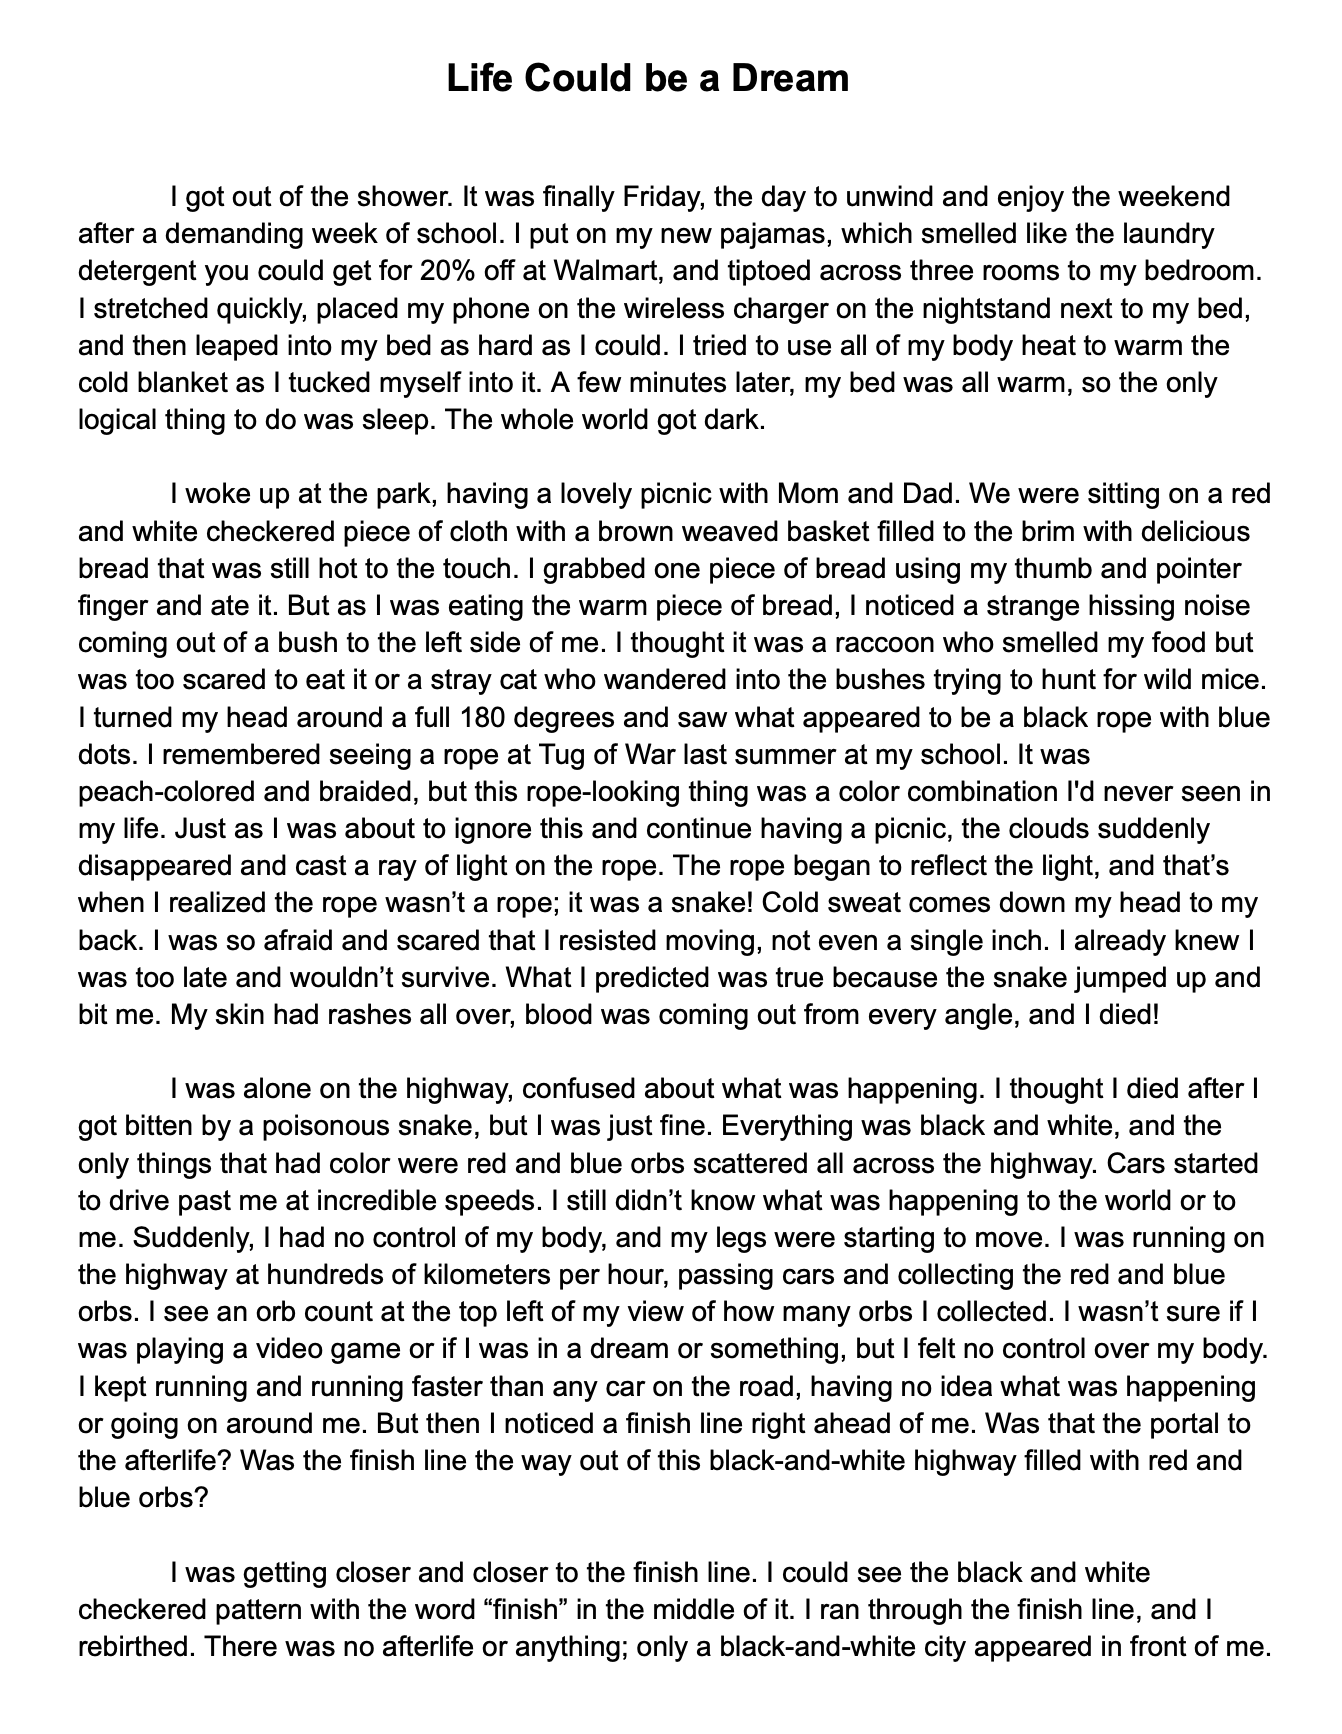 Life Could be a Dream
I got out of the shower. It was finally Friday, the day to unwind and enjoy the weekend
after a demanding week of school. I put on my new pajamas, which smelled like the laundry
detergent you could get for 20% off at Walmart, and tiptoed across three rooms to my bedroom.
I stretched quickly, placed my phone on the wireless charger on the nightstand next to my bed,
and then leaped into my bed as hard as I could. I tried to use all of my body heat to warm the
cold blanket as I tucked myself into it. A few minutes later, my bed was all warm, so the only
logical thing to do was sleep. The whole world got dark.
I woke up at the park, having a lovely picnic with Mom and Dad. We were sitting on a red
and white checkered piece of cloth with a brown weaved basket filled to the brim with delicious
bread that was still hot to the touch. I grabbed one piece of bread using my thumb and pointer
finger and ate it. But as I was eating the warm piece of bread, I noticed a strange hissing noise
coming out of a bush to the left side of me. I thought it was a raccoon who smelled my food but
was too scared to eat it or a stray cat who wandered into the bushes trying to hunt for wild mice.
I turned my head around a full 180 degrees and saw what appeared to be a black rope with blue
dots. I remembered seeing a rope at Tug of War last summer at my school. It was
peach-colored and braided, but this rope-looking thing was a color combination I'd never seen in
my life. Just as I was about to ignore this and continue having a picnic, the clouds suddenly
disappeared and cast a ray of light on the rope. The rope began to reflect the light, and that’s
when I realized the rope wasn’t a rope; it was a snake! Cold sweat comes down my head to my
back. I was so afraid and scared that I resisted moving, not even a single inch. I already knew I
was too late and wouldn’t survive. What I predicted was true because the snake jumped up and
bit me. My skin had rashes all over, blood was coming out from every angle, and I died!
I was alone on the highway, confused about what was happening. I thought I died after I
got bitten by a poisonous snake, but I was just fine. Everything was black and white, and the
only things that had color were red and blue orbs scattered all across the highway. Cars started
to drive past me at incredible speeds. I still didn’t know what was happening to the world or to
me. Suddenly, I had no control of my body, and my legs were starting to move. I was running on
the highway at hundreds of kilometers per hour, passing cars and collecting the red and blue
orbs. I see an orb count at the top left of my view of how many orbs I collected. I wasn’t sure if I
was playing a video game or if I was in a dream or something, but I felt no control over my body.
I kept running and running faster than any car on the road, having no idea what was happening
or going on around me. But then I noticed a finish line right ahead of me. Was that the portal to
the afterlife? Was the finish line the way out of this black-and-white highway filled with red and
blue orbs?
I was getting closer and closer to the finish line. I could see the black and white
checkered pattern with the word “finish” in the middle of it. I ran through the finish line, and I
rebirthed. There was no afterlife or anything; only a black-and-white city appeared in front of me.